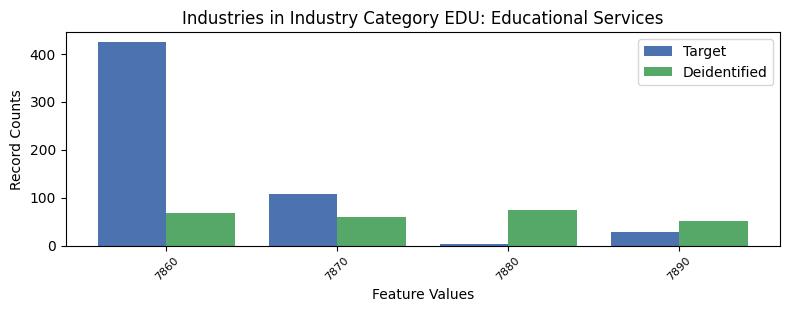 Industries in Industry Category EDU: Educational Services
Target
Deidentified
Record Counts
400
300
200
100
0
7860
7870
7880
7890
Feature Values